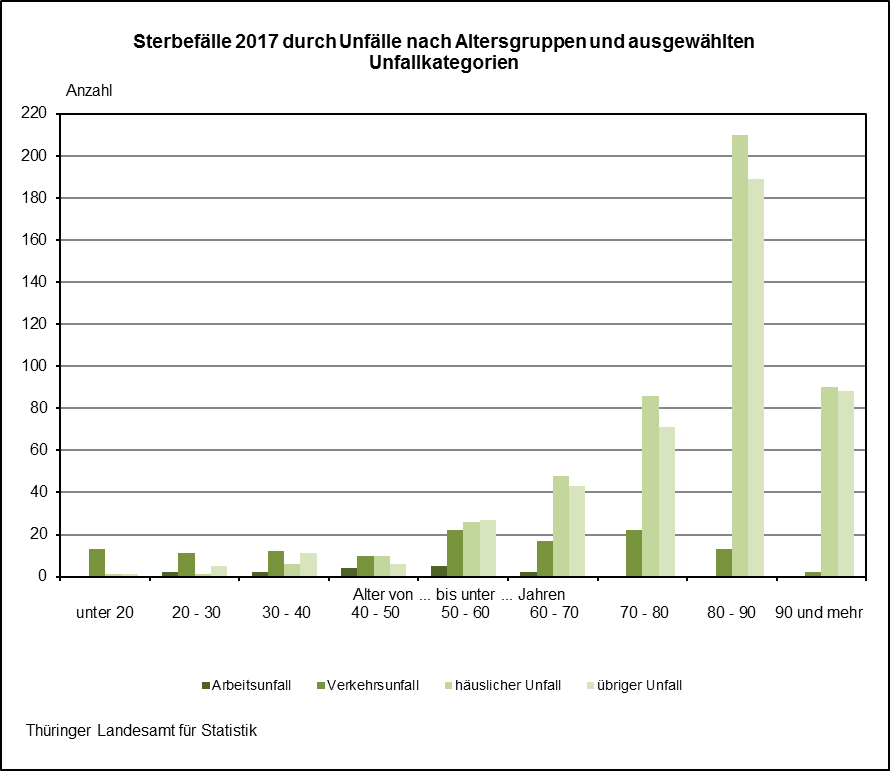 Sterbefälle 2017 durch Unfälle nach Altersgruppen und ausgewählten
Unfallkategorien
Anzahl
220
200
180
160
140
120
100
80
60
40
20
0
Alter von ... bis unter ... Jahren
unter 20 20 - 30 30 - 40 40 - 50 50 - 60 60 - 70 70 - 80 80 - 90 90 und mehr
Arbeitsunfall Verkehrsunfall häuslicher Unfall übriger Unfall
Thüringer Landesamt für Statistik